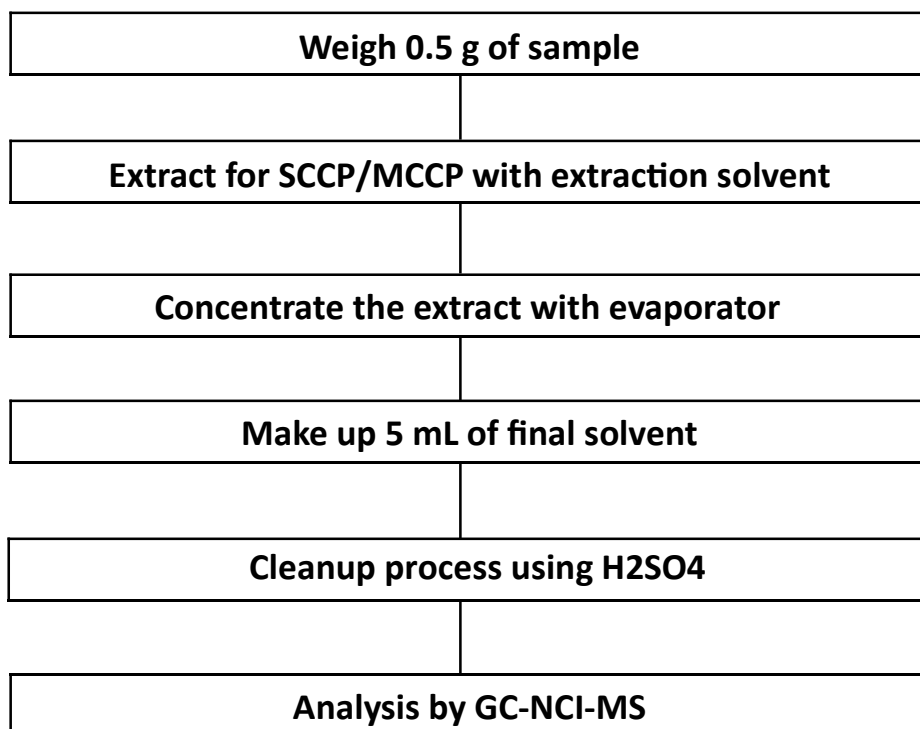 Weigh 0.5 g of sample
Extract for SCCP/MCCP with extraction solvent
Concentrate the extract with evaporator
Make up 5 mL of final solvent
Cleanup process using H2SO4
Analysis by GC-NCI-MS